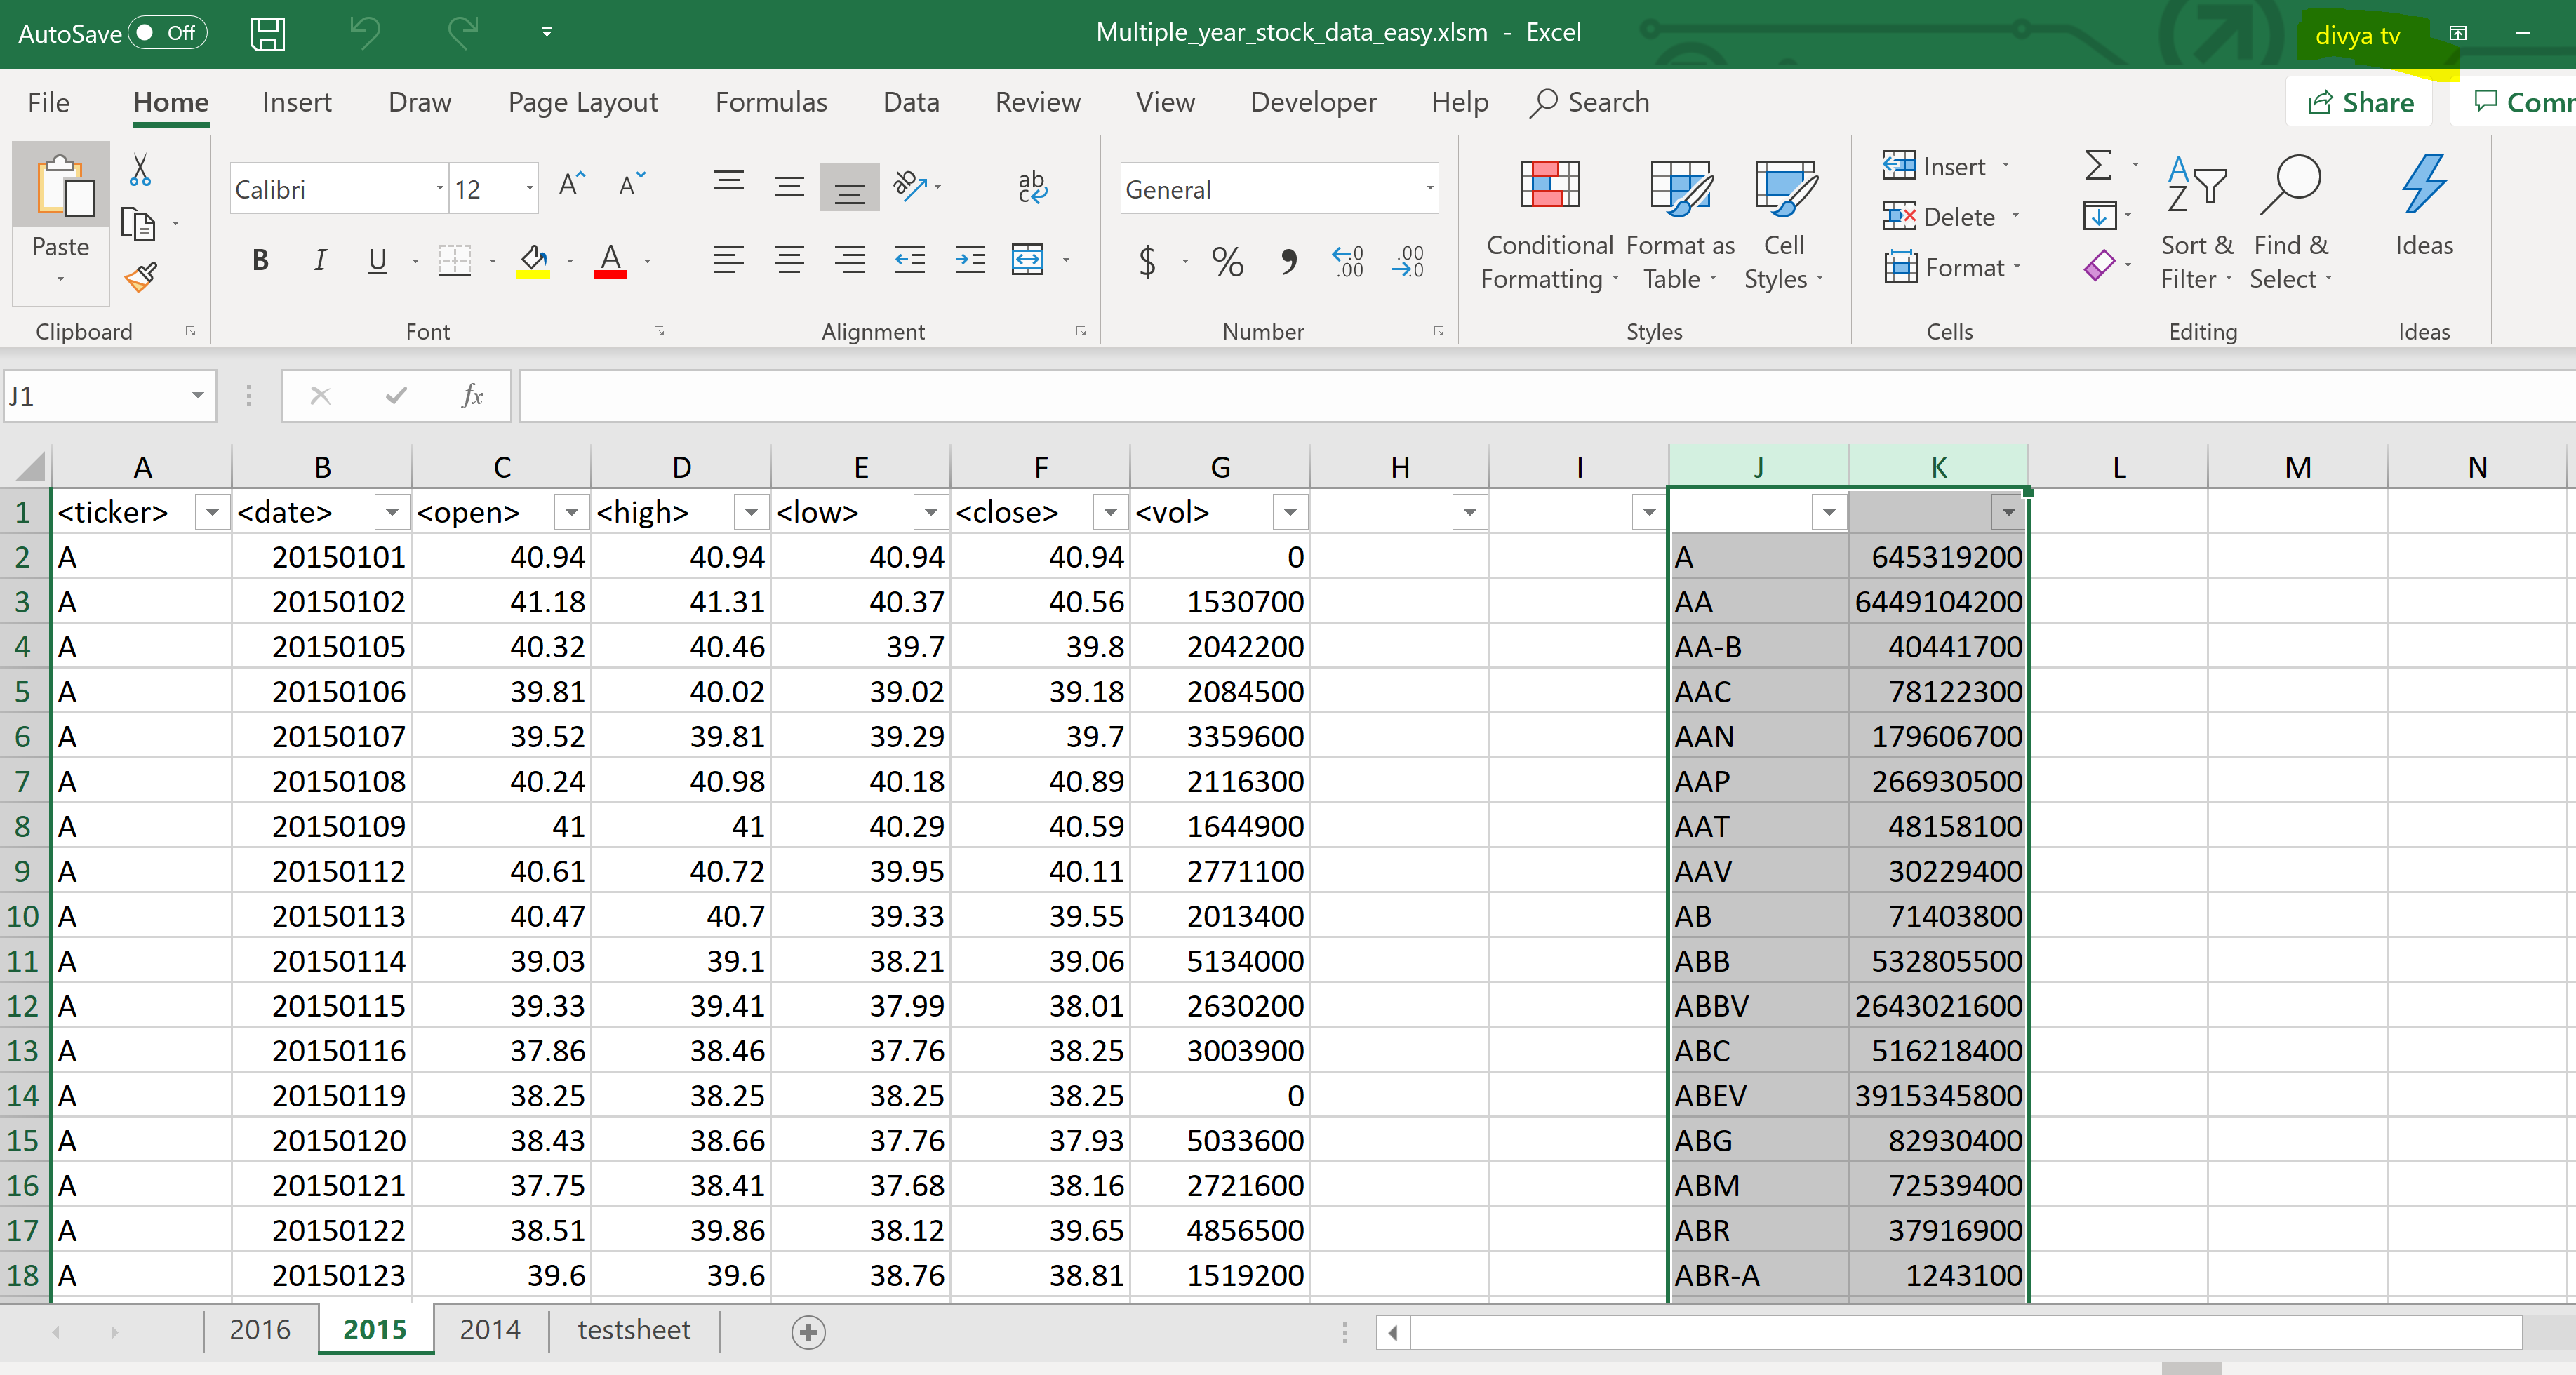 AutoSave Off Multiple_year_stock_data_easy.xlsm - Excel divya tv
File Home Insert Draw Page Layout Formulas Data Review View Developer Help Search Share
Paste
Calibri 12
B I U A
ab
General
$ % 9 .00 .00
Conditional Formatting
Format as Table
Cell Styles
Insert
Delete
Format
Sort & Filter
Find & Select
Ideas
Clipboard Font Alignment Number Styles Cells Editing Ideas
J1 fx
A B C D E F G H I J K L M N
1 <ticker> <date> <open> <high> <low> <close> <vol>
2 A 20150101 40.94 40.94 40.94 40.94 0 A 645319200
3 A 20150102 41.18 41.31 40.37 40.56 1530700 AA 6449104200
4 A 20150105 40.32 40.46 39.7 39.8 2042200 AA-B 40441700
5 A 20150106 39.81 40.02 39.02 39.18 2084500 AAC 78122300
6 A 20150107 39.52 39.81 39.29 39.7 3359600 AAN 179606700
7 A 20150108 40.24 40.98 40.18 40.89 2116300 AAP 266930500
8 A 20150109 41 41 40.29 40.59 1644900 AAT 48158100
9 A 20150112 40.61 40.72 39.95 40.11 2771100 AAV 30229400
10 A 20150113 40.47 40.7 39.33 39.55 2013400 AB 71403800
11 A 20150114 39.03 39.1 38.21 39.06 5134000 ABB 532805500
12 A 20150115 39.33 39.41 37.99 38.01 2630200 ABBV 2643021600
13 A 20150116 37.86 38.46 37.76 38.25 3003900 ABC 516218400
14 A 20150119 38.25 38.25 38.25 38.25 0 ABEV 3915345800
15 A 20150120 38.43 38.66 37.76 37.93 5033600 ABG 82930400
16 A 20150121 37.75 38.41 37.68 38.16 2721600 ABM 72539400
17 A 20150122 38.51 39.86 38.12 39.65 4856500 ABR 37916900
18 A 20150123 39.6 39.6 38.76 38.81 1519200 ABR-A 1243100
2016 2015 2014 testsheet